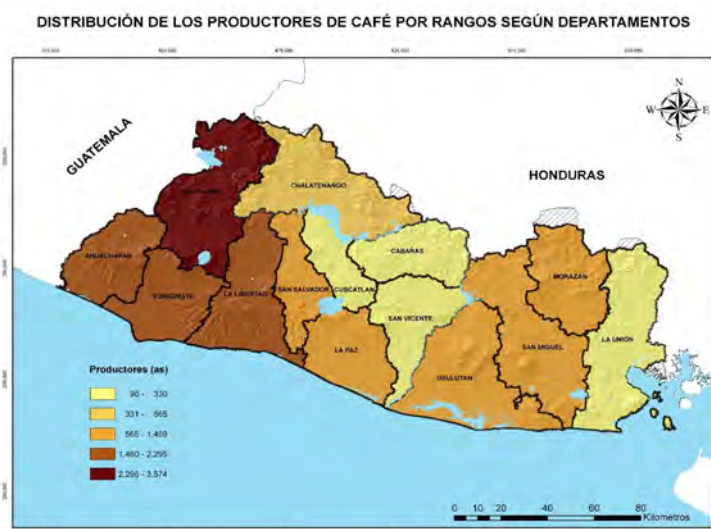 DISTRIBUCIÓN DE LOS PRODUCTORES DE CAFÉ POR RANGOS SEGÚN DEPARTAMENTOS
GUATEMALA
N
W E
S
HONDURAS
CHALATENANGO
AHUACHAPAN
SONSONATE
LA LIBERTAD
SAN SALVADOR
CUSCATLAN
CABAÑAS
SAN VICENTE
LA PAZ
USULUTAN
SAN MIGUEL
MORAZÁN
LA UNIÓN
Productores (as)
90 - 330
331 - 565
566 - 1,459
1,460 - 2,295
2,296 - 3,574
0 10 20 40 60 80
Kilometros